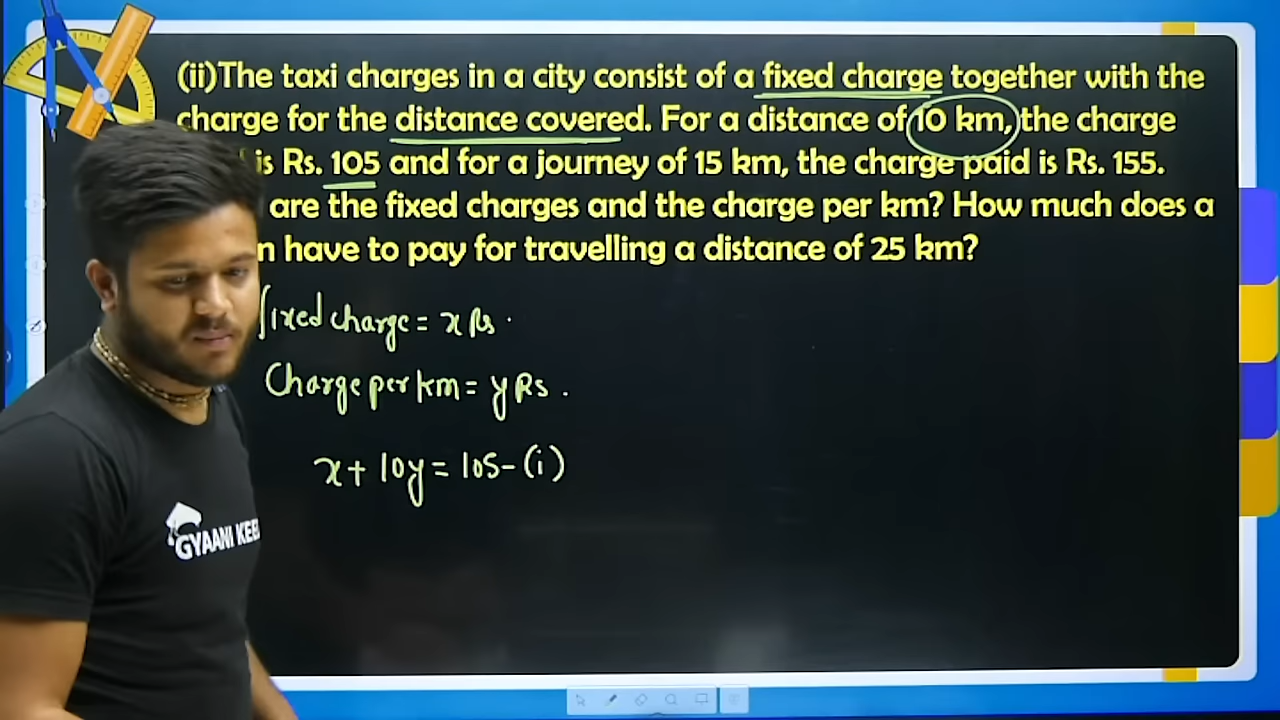 (ii)The taxi charges in a city consist of a fixed charge together with the
charge for the distance covered. For a distance of 10 km, the charge
is Rs. 105 and for a journey of 15 km, the charge paid is Rs. 155.
are the fixed charges and the charge per km? How much does a
have to pay for travelling a distance of 25 km?
fixed charge = x Rs.
Charge per km = y Rs.
x + 10y = 105 - (i)
GYAANI KEE